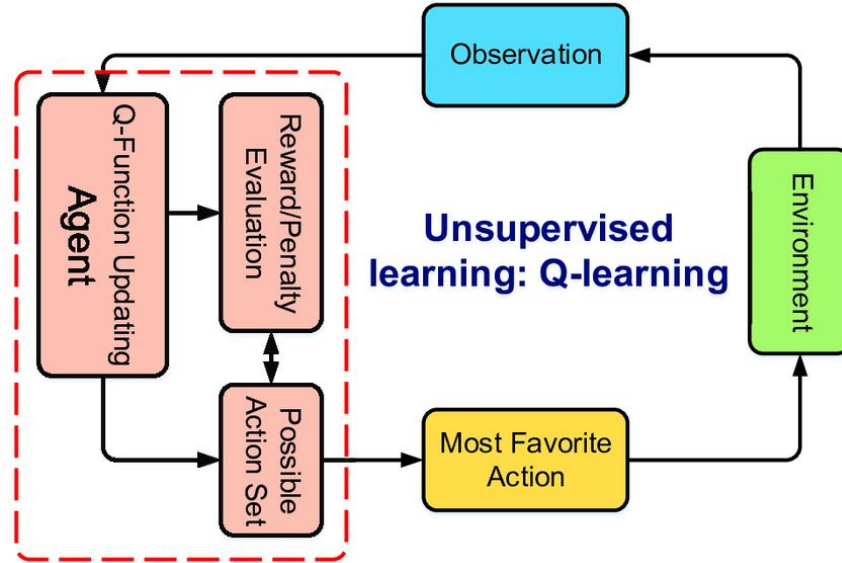 Observation
Q-Function Updating
Agent
Reward/Penalty
Evaluation
Unsupervised
learning: Q-learning
Environment
Possible
Action Set
Most Favorite
Action